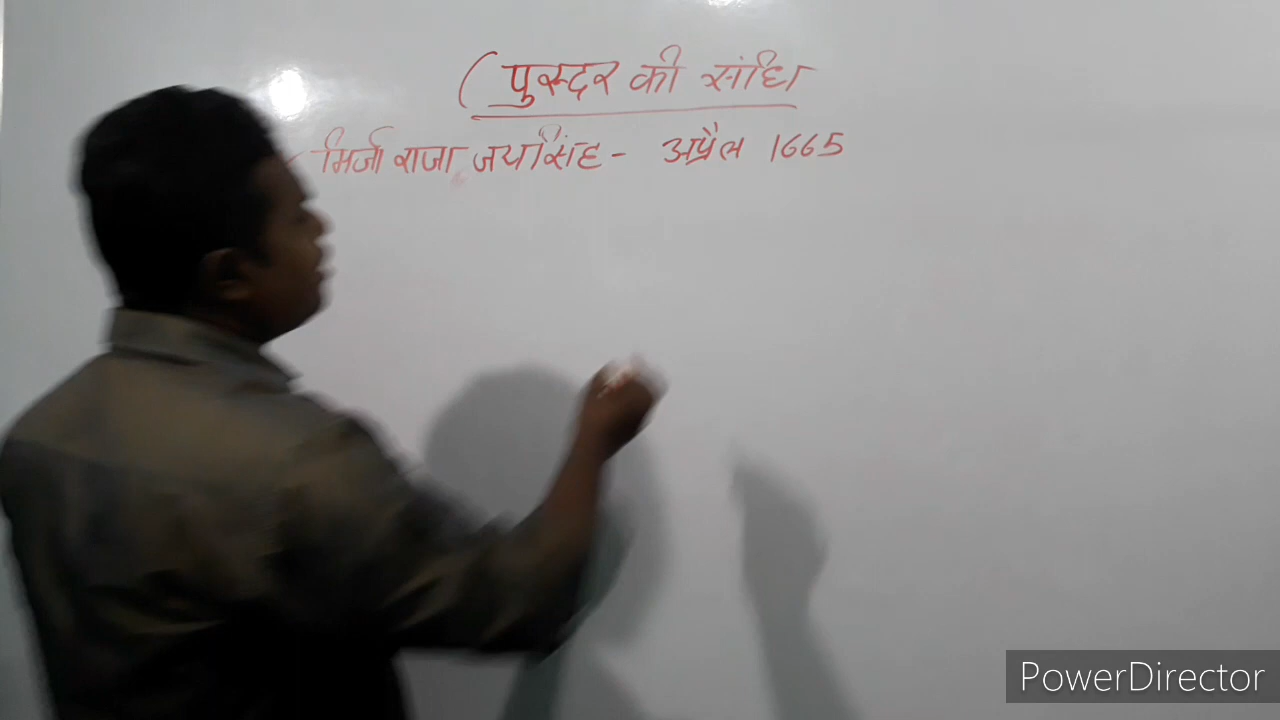 ( पुरन्दर की संधि
मिर्जा राजा जयसिंह - अप्रैल 1665
PowerDirector